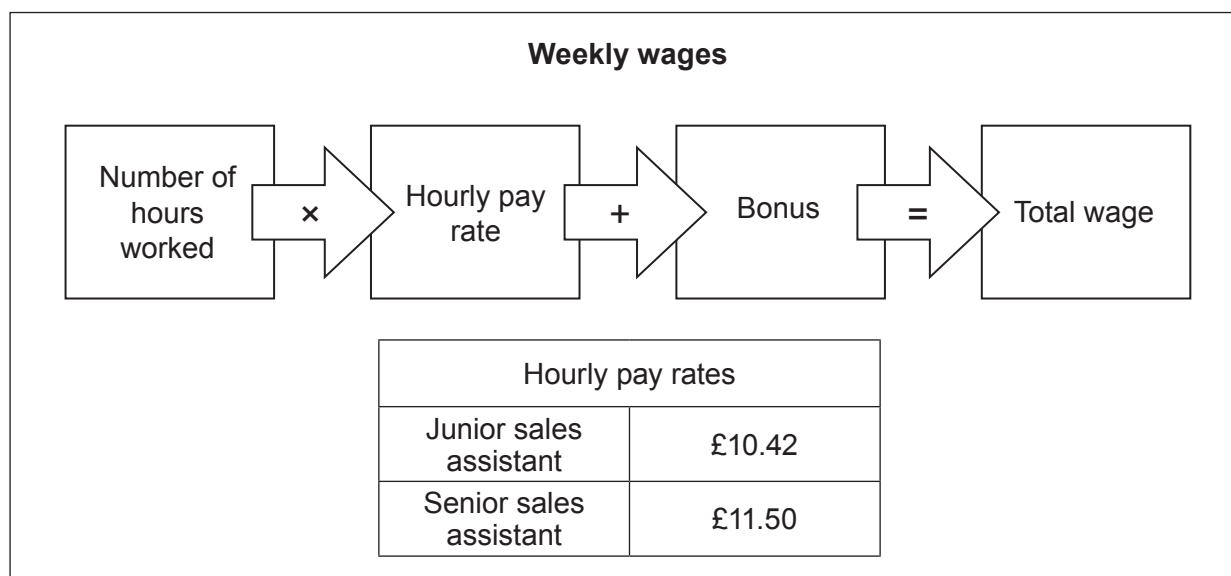 Weekly wages
Number of
hours
worked
×
Hourly pay
rate
+
Bonus
=
Total wage
Hourly pay rates
Junior sales
assistant
£10.42
Senior sales
assistant
£11.50